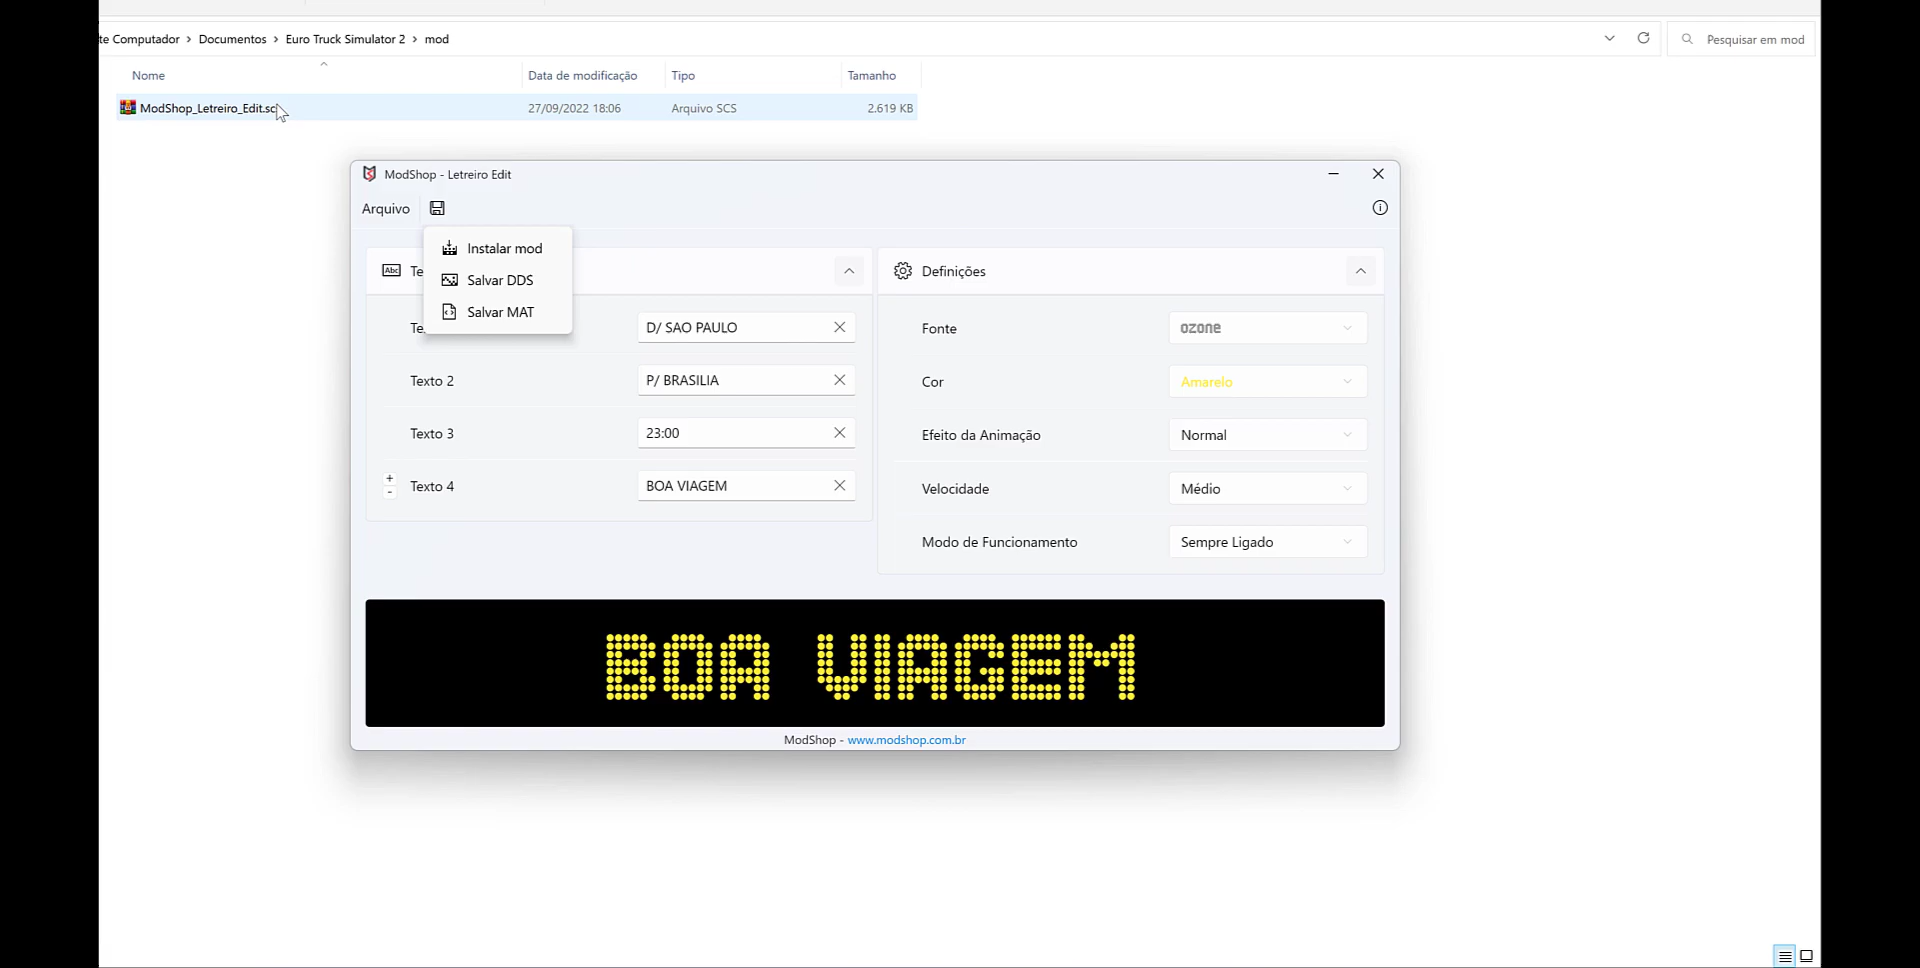 te Computador > Documentos > Euro Truck Simulator 2 > mod
Pesquisar em mod
Nome Data de modificação Tipo Tamanho
ModShop_Letreiro_Edit.sc 27/09/2022 18:06 Arquivo SCS 2.619 KB
ModShop - Letreiro Edit
Arquivo
Instalar mod
Salvar DDS
Salvar MAT
Abc Te
Te D/ SAO PAULO
Texto 2 P/ BRASILIA
Texto 3 23:00
+
-
Texto 4 BOA VIAGEM
Definições
Fonte ozone
Cor Amarelo
Efeito da Animação Normal
Velocidade Médio
Modo de Funcionamento Sempre Ligado
BOA VIAGEM
ModShop - www.modshop.com.br